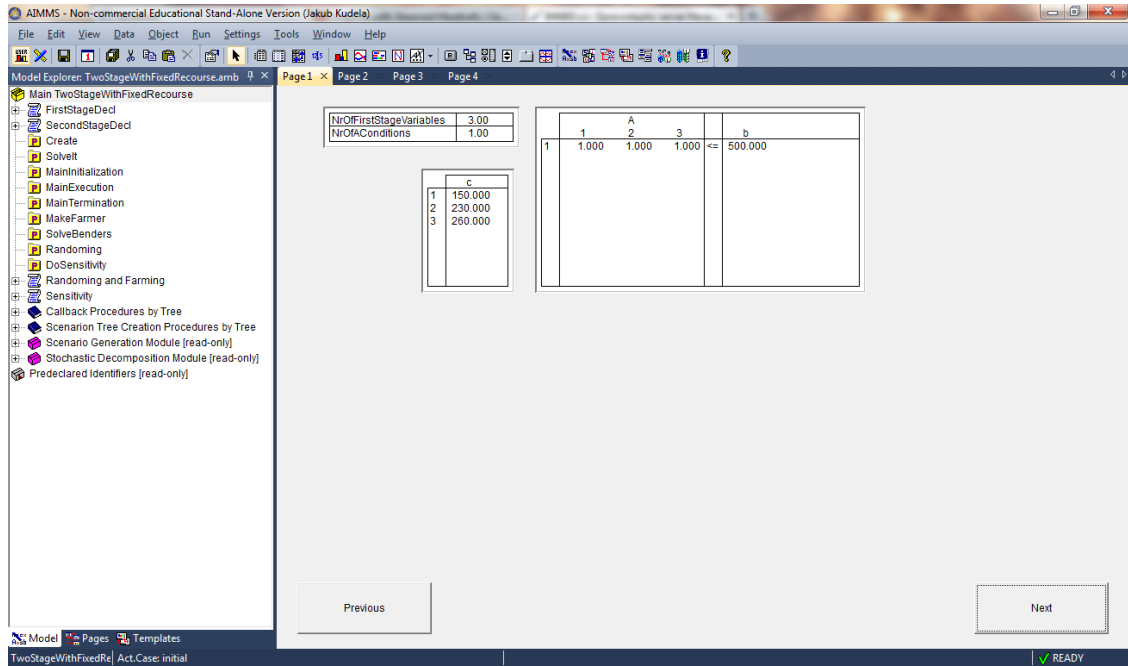 AIMMS - Non-commercial Educational Stand-Alone Version (Jakub Kudela)
File Edit View Data Object Run Settings Tools Window Help
Model Explorer: TwoStageWithFixedRecourse.amb
Page 1 Page 2 Page 3 Page 4
Main TwoStageWithFixedRecourse
FirstStageDecl
SecondStageDecl
Create
SolveIt
MainInitialization
MainExecution
MainTermination
MakeFarmer
SolveBenders
Randoming
DoSensitivity
Randoming and Farming
Sensitivity
Callback Procedures by Tree
Scenarion Tree Creation Procedures by Tree
Scenario Generation Module [read-only]
Stochastic Decomposition Module [read-only]
Predeclared Identifiers [read-only]
NrOfFirstStageVariables 3.00
NrOfAConditions 1.00
A
1 2 3 b
1 1.000 1.000 1.000 <= 500.000
c
1 150.000
2 230.000
3 260.000
Previous
Next
Model Pages Templates
TwoStageWithFixedRe Act.Case: initial READY